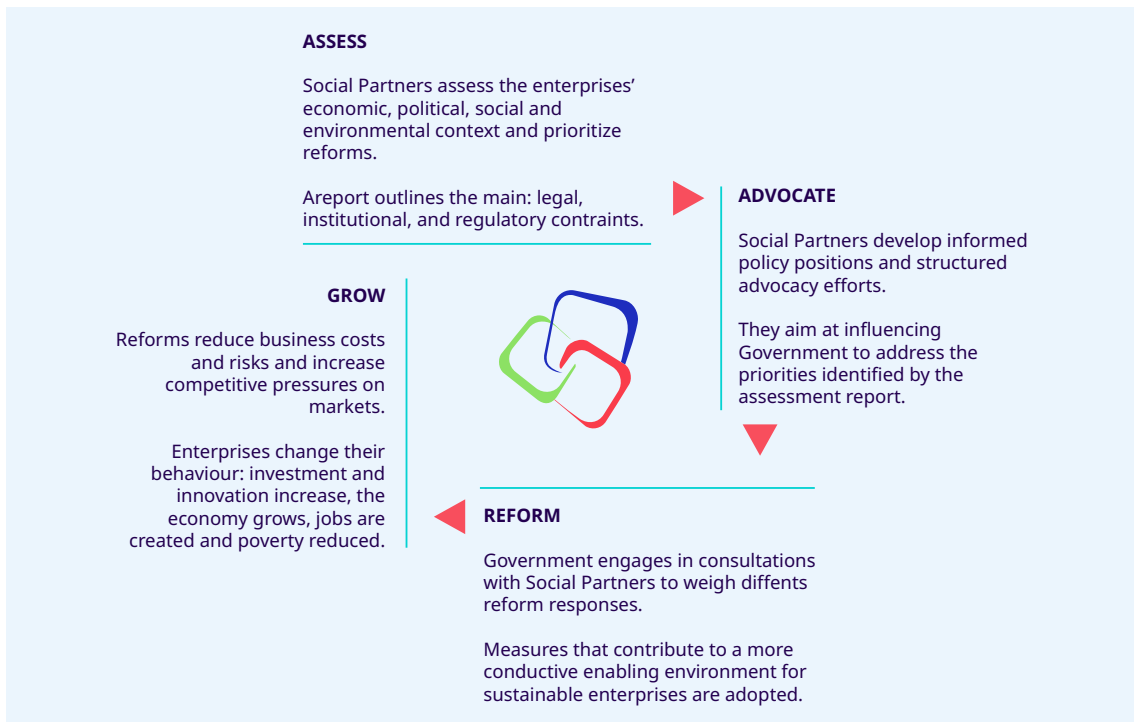 ASSESS
Social Partners assess the enterprises’
economic, political, social and
environmental context and prioritize
reforms.
Areport outlines the main: legal,
institutional, and regulatory contraints.
ADVOCATE
Social Partners develop informed
policy positions and structured
advocacy efforts.
They aim at influencing
Government to address the
priorities identified by the
assessment report.
REFORM
Government engages in consultations
with Social Partners to weigh diffents
reform responses.
Measures that contribute to a more
conductive enabling environment for
sustainable enterprises are adopted.
GROW
Reforms reduce business costs
and risks and increase
competitive pressures on
markets.
Enterprises change their
behaviour: investment and
innovation increase, the
economy grows, jobs are
created and poverty reduced.